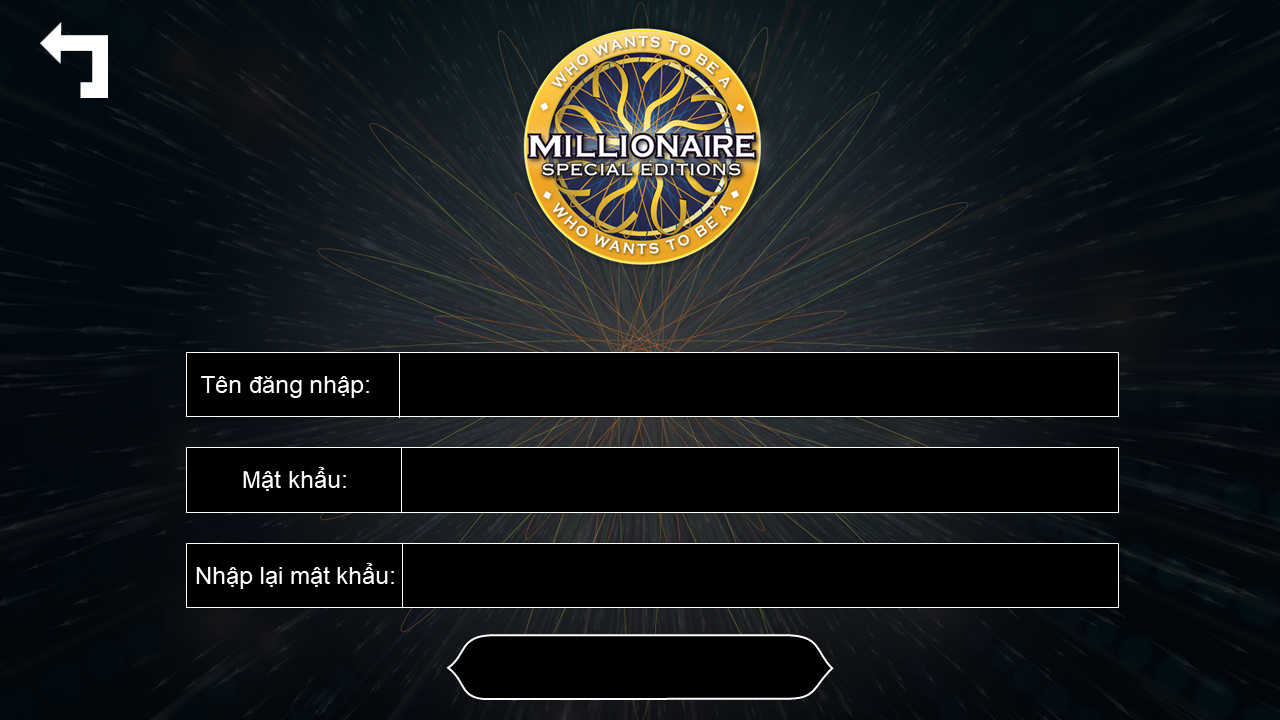 WHO WANTS TO BE A
MILLIONAIRE
SPECIAL EDITIONS
WHO WANTS TO BE A
Tên đăng nhập:
Mật khẩu:
Nhập lại mật khẩu: